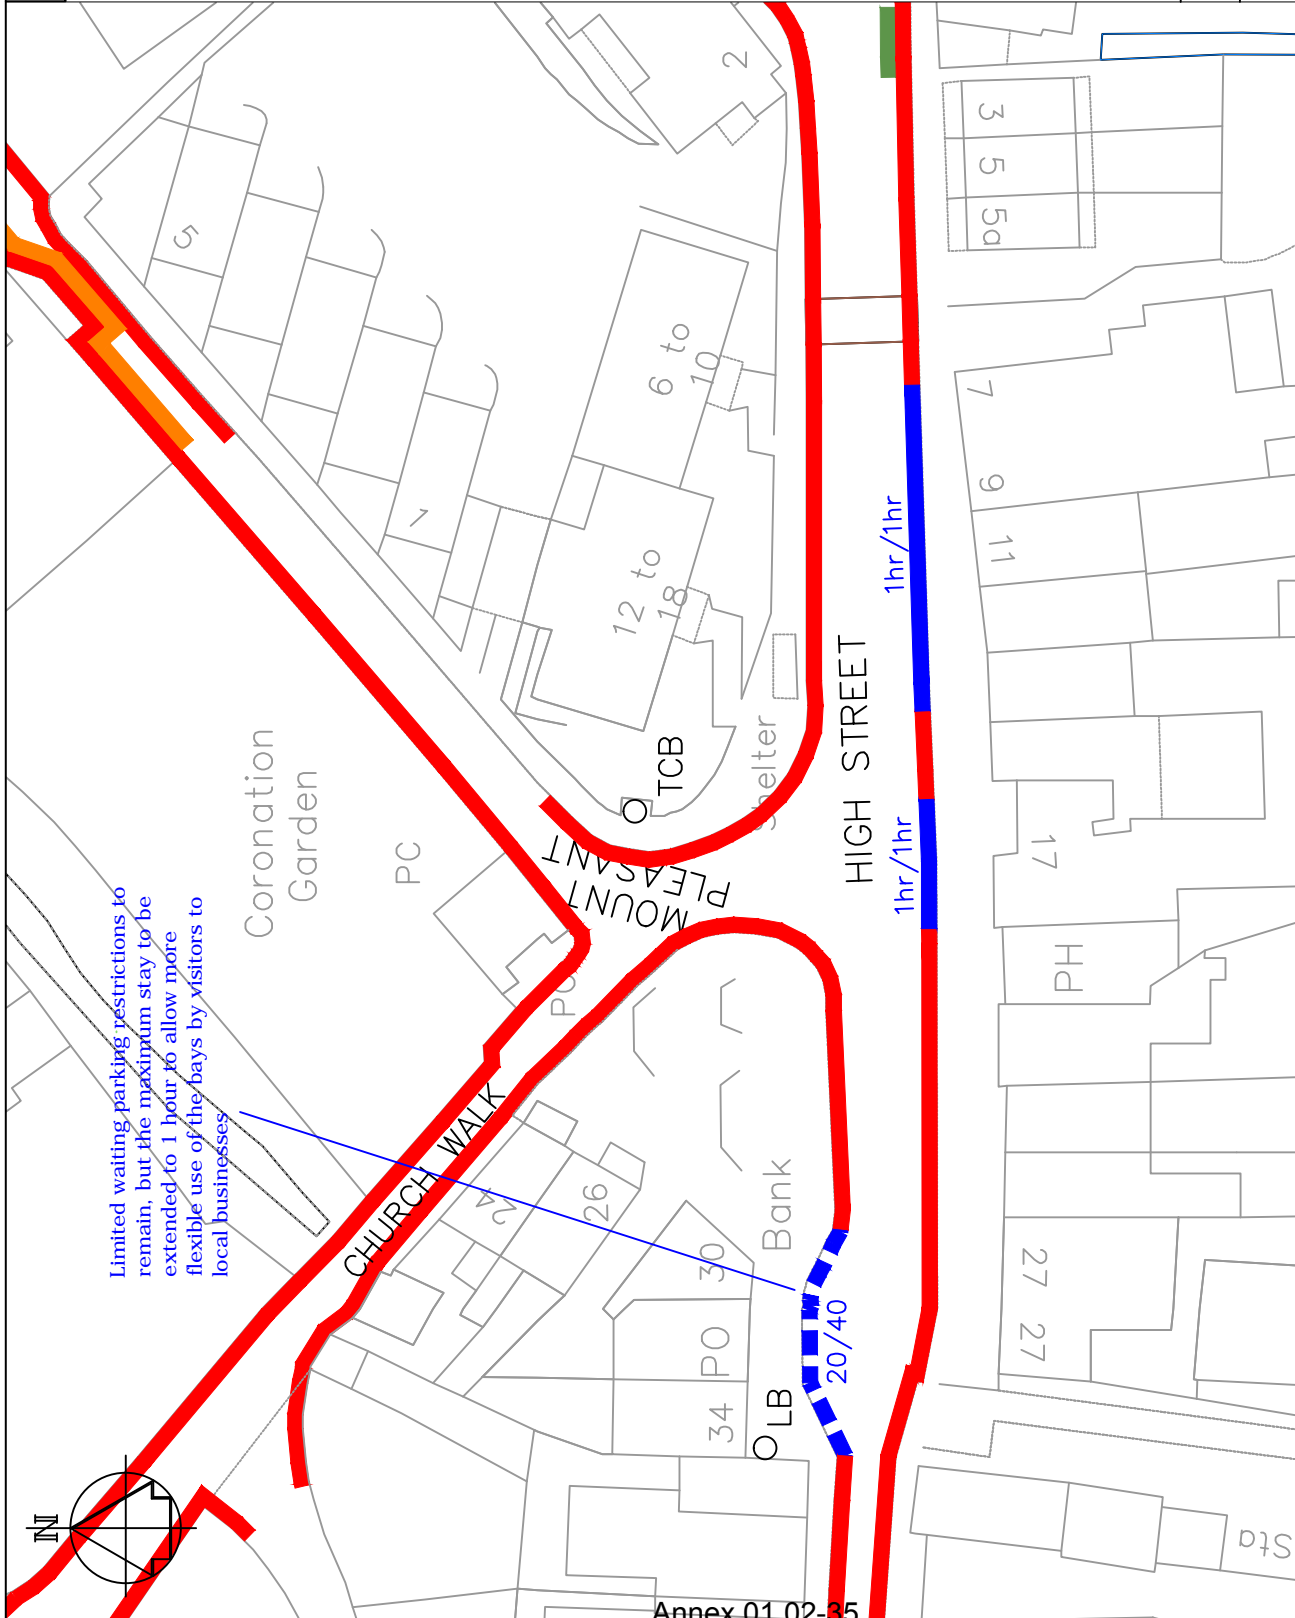 Limited waiting parking restrictions to
remain, but the maximum stay to be
extended to 1 hour to allow more
flexible use of the bays by visitors to
local businesses.
N
Coronation
Garden
PC
5
1
2
6 to
10
12 to
18
TCB
Shelter
MOUNT
PLEASANT
HIGH STREET
1hr/1hr
1hr/1hr
3
5
5a
7
9
11
17
PH
27
27
CHURCH WALK
24
26
30
PO
34
Bank
LB
20/40
Sta
Annex 01 02-35